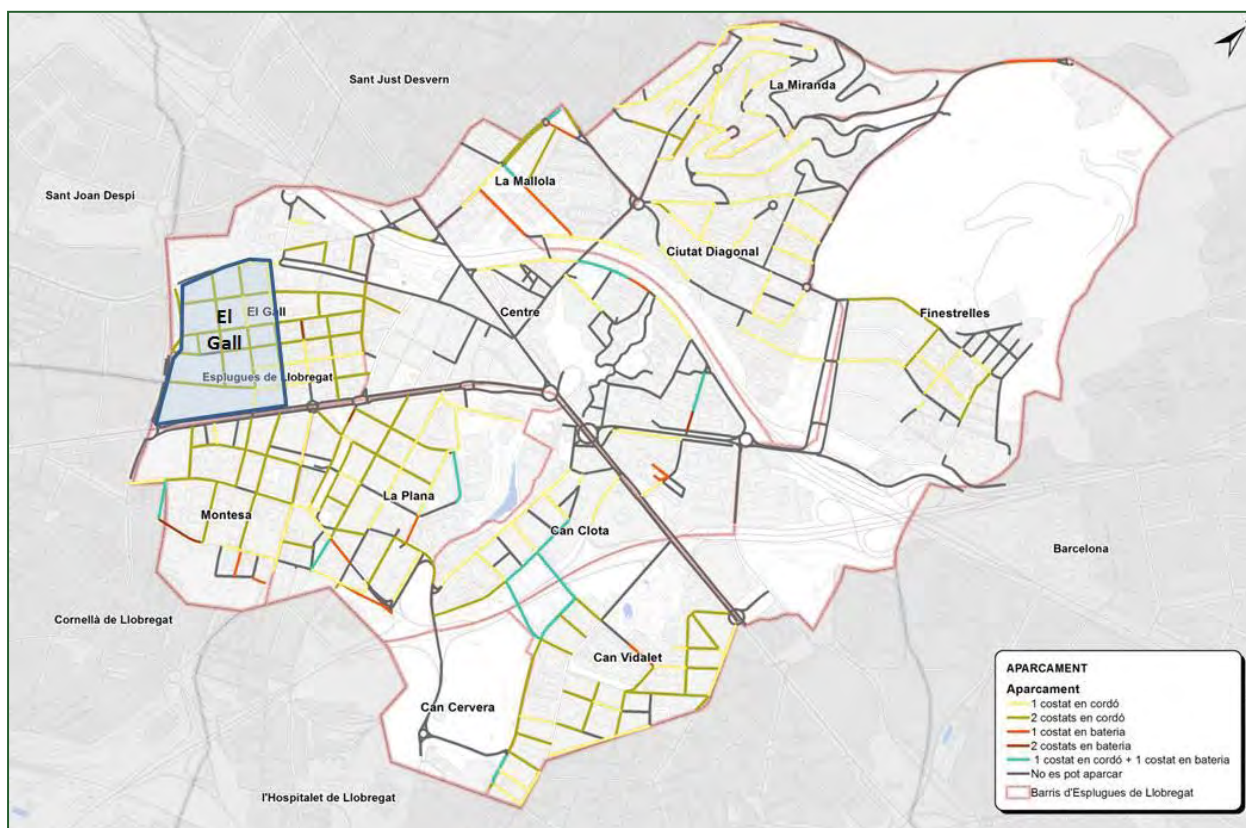 Sant Just Desvern
La Miranda
La Mallola
Sant Joan Despi
Ciutat Diagonal
Centre
El Gall
El
Gall
Finestrelles
Esplugues de Llobregat
La Plana
Montesa
Can Clota
Barcelona
Cornellà de Llobregat
Can Vidalet
Can Cervera
l'Hospitalet de Llobregat
APARCAMENT
Aparcament
1 costat en cordó
2 costats en cordó
1 costat en bateria
2 costats en bateria
1 costat en cordó + 1 costat en bateria
No es pot aparcar
Barris d'Esplugues de Llobregat